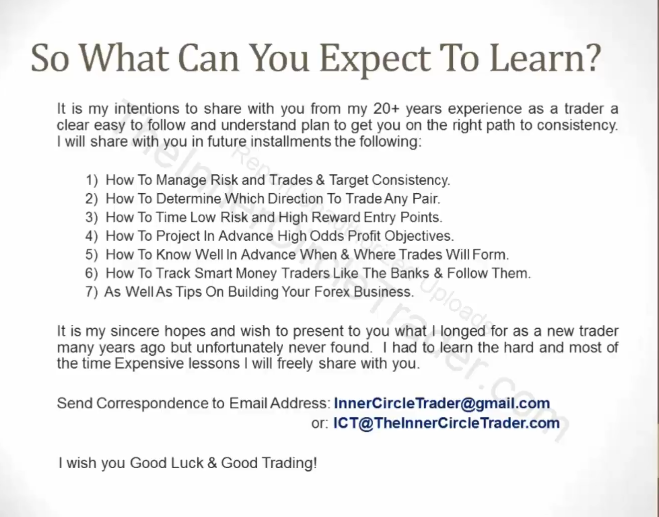 So What Can You Expect To Learn?
It is my intentions to share with you from my 20+ years experience as a trader a
clear easy to follow and understand plan to get you on the right path to consistency.
I will share with you in future installments the following:
1) How To Manage Risk and Trades & Target Consistency.
2) How To Determine Which Direction To Trade Any Pair.
3) How To Time Low Risk and High Reward Entry Points.
4) How To Project In Advance High Odds Profit Objectives.
5) How To Know Well In Advance When & Where Trades Will Form.
6) How To Track Smart Money Traders Like The Banks & Follow Them.
7) As Well As Tips On Building Your Forex Business.
It is my sincere hopes and wish to present to you what I longed for as a new trader
many years ago but unfortunately never found. I had to learn the hard and most of
the time Expensive lessons I will freely share with you.
Send Correspondence to Email Address: InnerCircleTrader@gmail.com
or: ICT@TheInnerCircleTrader.com
I wish you Good Luck & Good Trading!
TheInnerCircleTrader.com